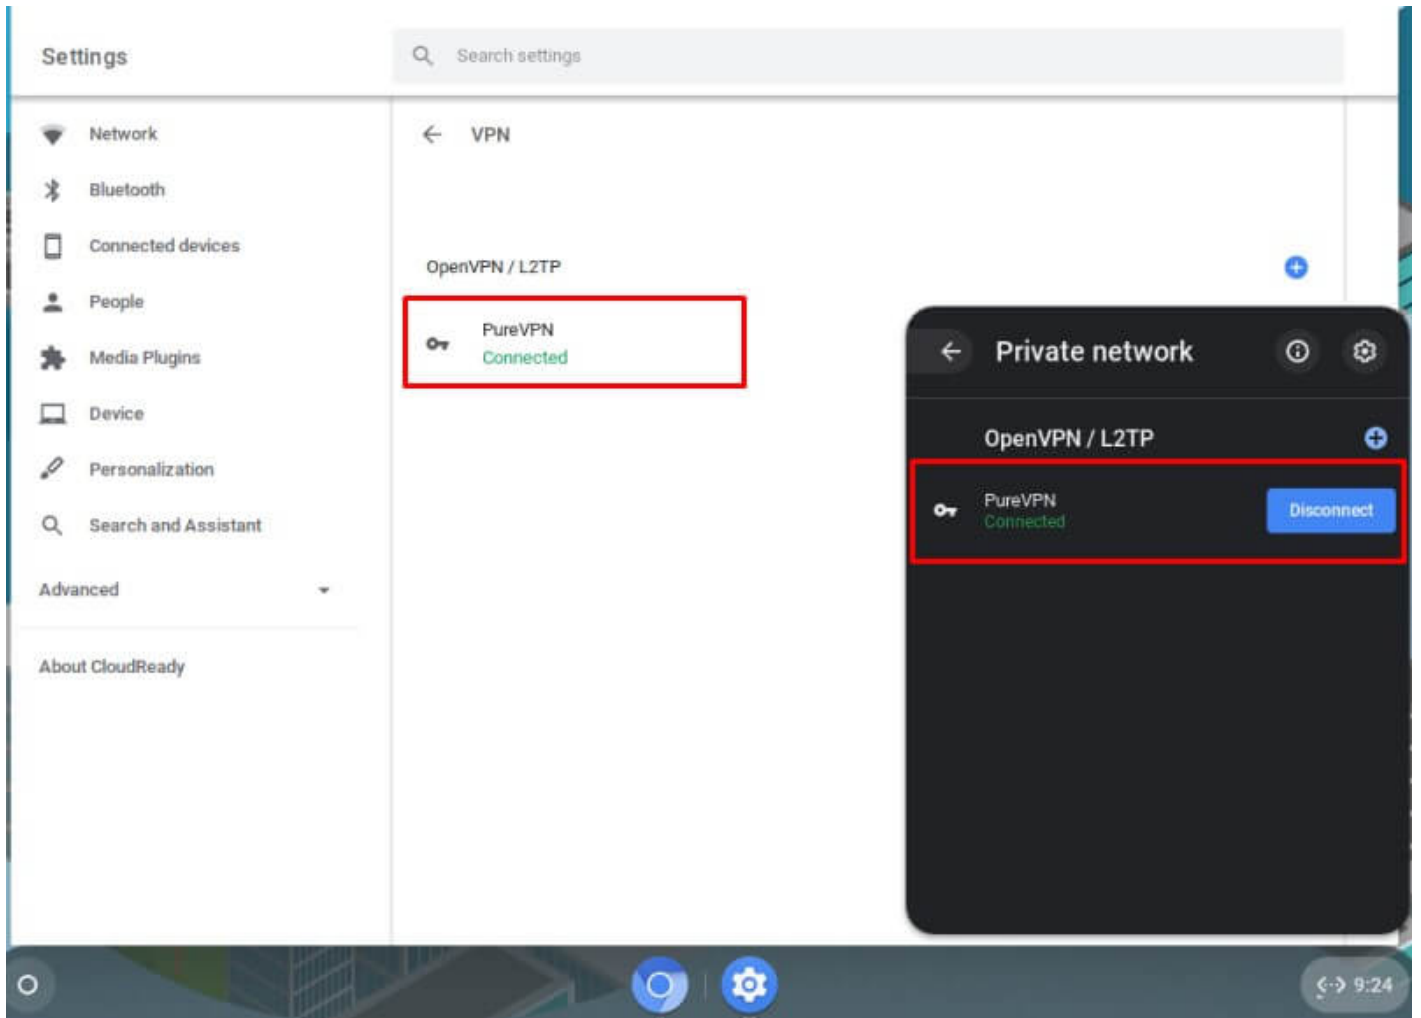 Settings
Search settings
Network
Bluetooth
Connected devices
People
Media Plugins
Device
Personalization
Search and Assistant
Advanced
About CloudReady
VPN
OpenVPN / L2TP
PureVPN
Connected
Private network
OpenVPN / L2TP
PureVPN
Connected
Disconnect
9:24